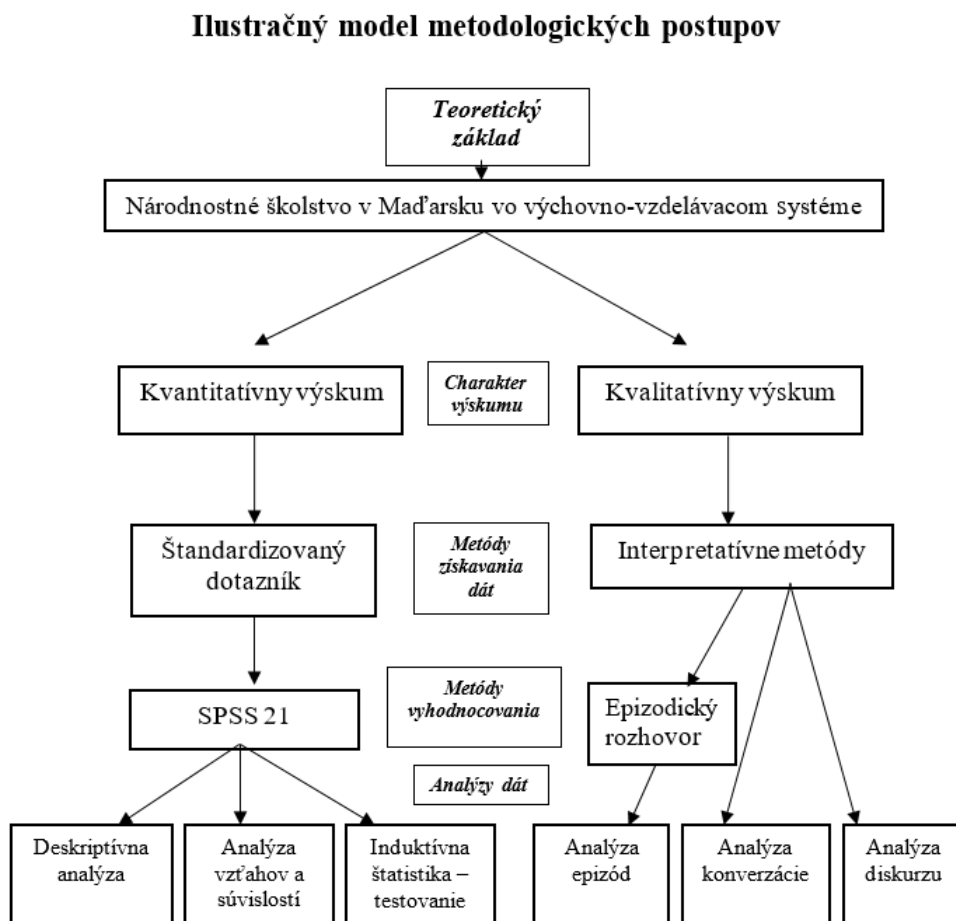 Ilustračný model metodologických postupov
Teoretický
základ
Národnostné školstvo v Maďarsku vo výchovno-vzdelávacom systéme
Kvantitatívny výskum
Charakter
výskumu
Kvalitatívny výskum
Štandardizovaný
dotazník
Metódy
získavania
dát
Interpretatívne metódy
SPSS 21
Metódy
vyhodnocovania
Epizodický
rozhovor
Analýzy dát
Deskriptívna
analýza
Analýza
vzťahov a
súvislostí
Induktívna
štatistika –
testovanie
Analýza
epizód
Analýza
konverzácie
Analýza
diskurzu